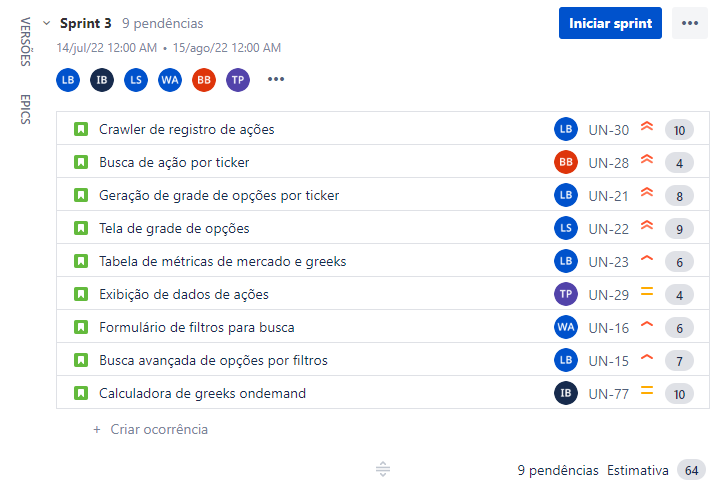 VERSÕES
EPICS
Sprint 3 9 pendências
Iniciar sprint
14/jul/22 12:00 AM • 15/ago/22 12:00 AM
LB IB LS WA BB TP
Crawler de registro de ações LB UN-30 10
Busca de ação por ticker BB UN-28 4
Geração de grade de opções por ticker LB UN-21 8
Tela de grade de opções LS UN-22 9
Tabela de métricas de mercado e greeks LB UN-23 6
Exibição de dados de ações TP UN-29 4
Formulário de filtros para busca WA UN-16 6
Busca avançada de opções por filtros LB UN-15 7
Calculadora de greeks ondemand IB UN-77 10
+ Criar ocorrência
9 pendências Estimativa 64